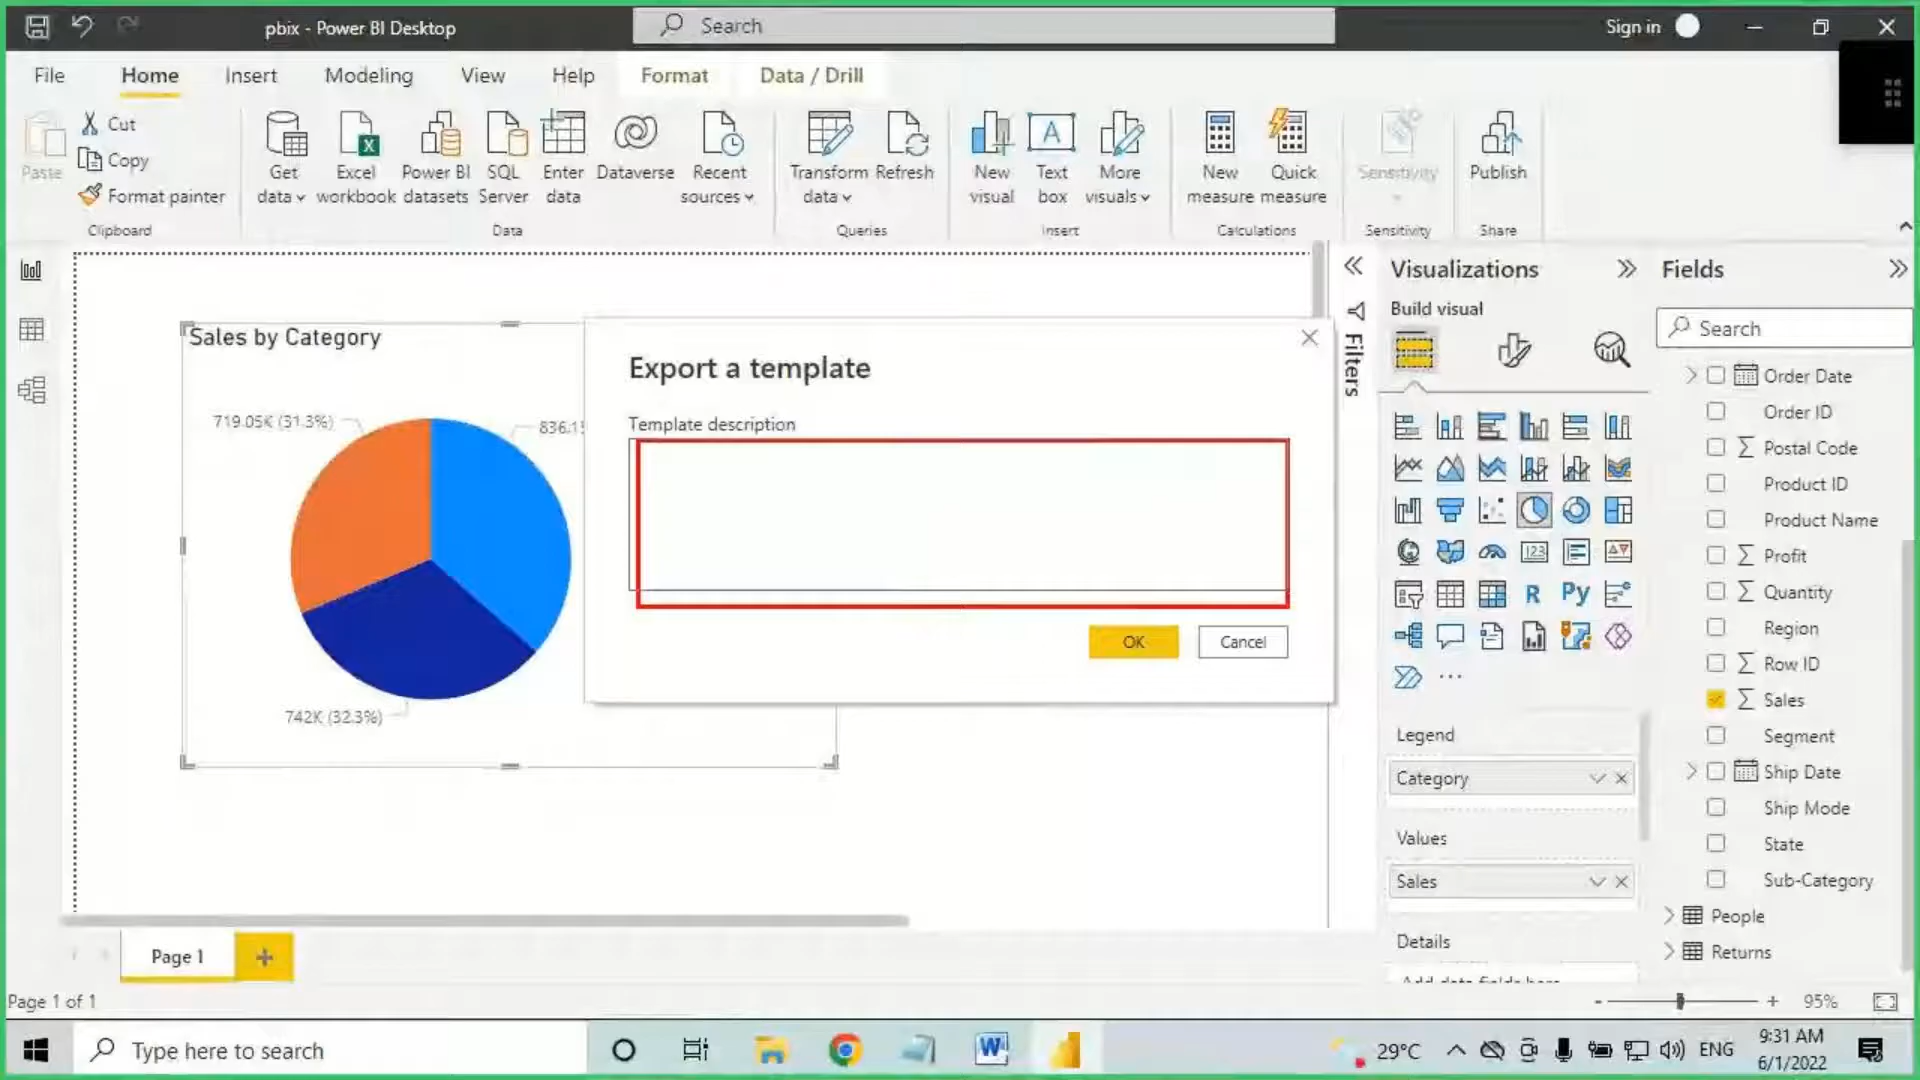 pbix - Power BI Desktop
Search
Sign in
File
Home
Insert
Modeling
View
Help
Format
Data / Drill
Paste
Cut
Copy
Format painter
Clipboard
Get data
Excel workbook
Power BI datasets
SQL Server
Enter data
Dataverse
Recent sources
Data
Transform data
Refresh
Queries
New visual
Text box
More visuals
Insert
New measure
Quick measure
Calculations
Sensitivity
Sensitivity
Publish
Share
Sales by Category
719.05K (31.3%)
742K (32.3%)
Export a template
Template description
OK
Cancel
Filters
Visualizations
Build visual
123
R
Py
Legend
Category
Values
Sales
Details
Add data fields here
Fields
Search
Order Date
Order ID
Postal Code
Product ID
Product Name
Profit
Quantity
Region
Row ID
Sales
Segment
Ship Date
Ship Mode
State
Sub-Category
People
Returns
Page 1
Page 1 of 1
95%
Type here to search
29°C
ENG
9:31 AM
6/1/2022